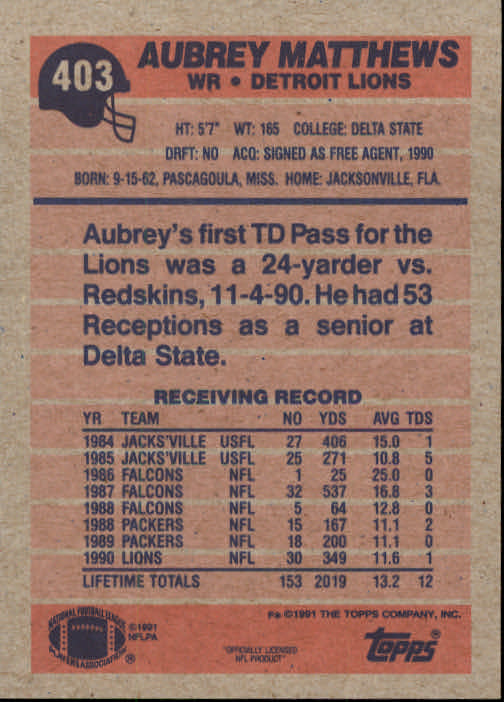 403
AUBREY MATTHEWS
WR • DETROIT LIONS
HT: 5'7" WT: 165 COLLEGE: DELTA STATE
DRFT: NO ACQ: SIGNED AS FREE AGENT, 1990
BORN: 9-15-62, PASCAGOULA, MISS. HOME: JACKSONVILLE, FLA.
Aubrey's first TD Pass for the
Lions was a 24-yarder vs.
Redskins, 11-4-90. He had 53
Receptions as a senior at
Delta State.
RECEIVING RECORD
YR TEAM NO YDS AVG TDS
1984 JACKS'VILLE USFL 27 406 15.0 1
1985 JACKS'VILLE USFL 25 271 10.8 5
1986 FALCONS NFL 1 25 25.0 0
1987 FALCONS NFL 32 537 16.8 3
1988 FALCONS NFL 5 64 12.8 0
1988 PACKERS NFL 15 167 11.1 2
1989 PACKERS NFL 18 200 11.1 0
1990 LIONS NFL 30 349 11.6 1
LIFETIME TOTALS 153 2019 13.2 12
NATIONAL FOOTBALL LEAGUE
PLAYERS ASSOCIATION ®
©1991
NFLPA
©1991 THE TOPPS COMPANY, INC.
"OFFICIALLY LICENSED
NFL PRODUCT"
topps®